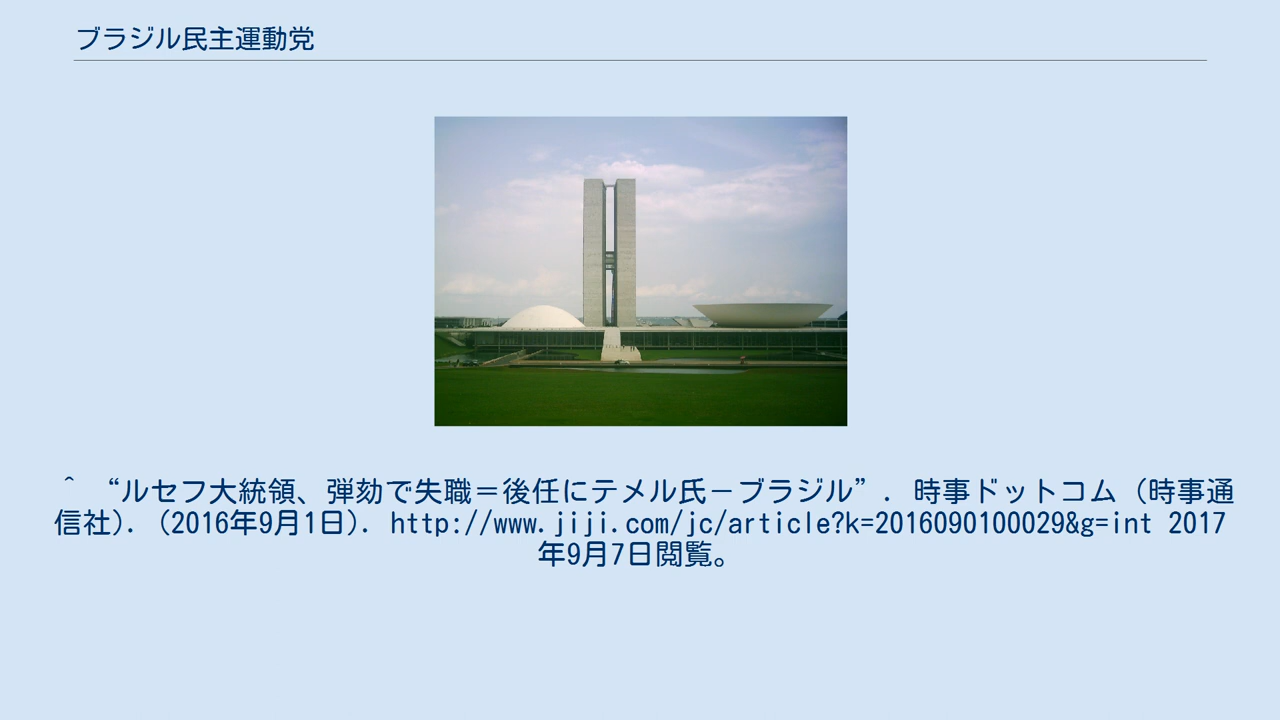 ブラジル民主運動党
^ “ルセフ大統領、弾劾で失職＝後任にテメル氏－ブラジル”. 時事ドットコム (時事通
信社). (2016年9月1日). http://www.jiji.com/jc/article?k=2016090100029&g=int 2017
年9月7日閲覧。